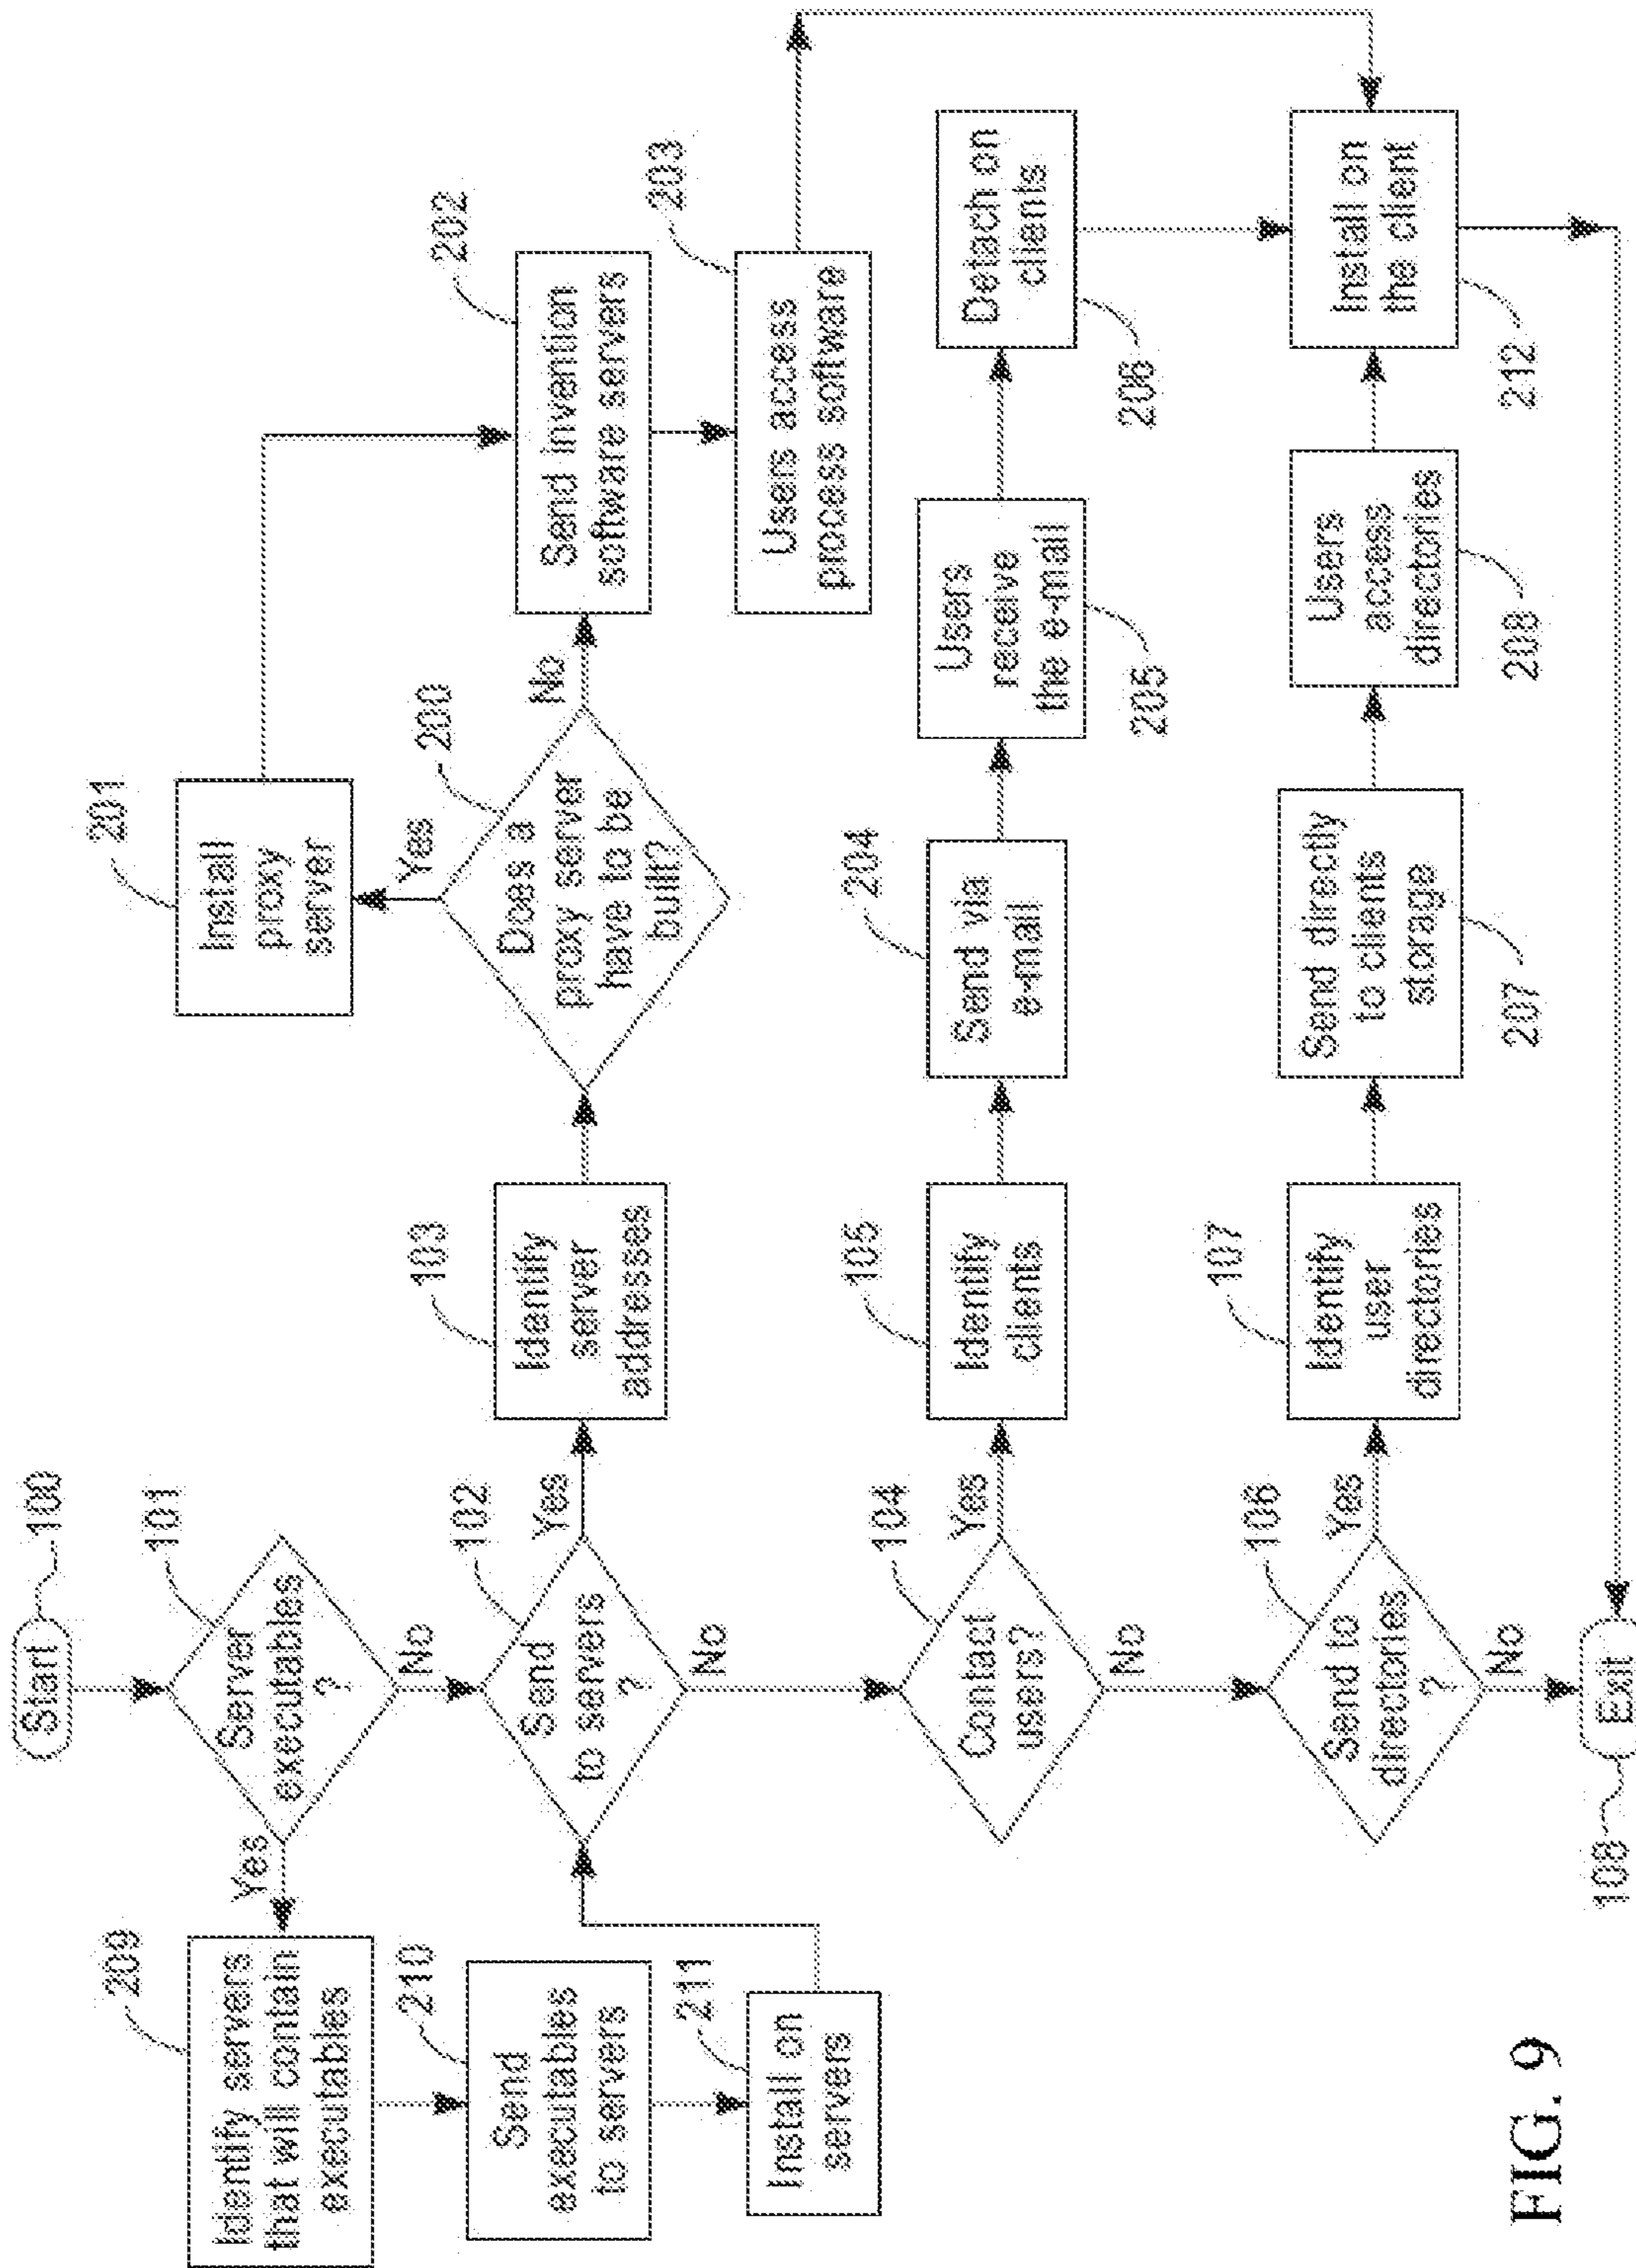 Start
100
Server
executables
?
101
Yes
No
Identify servers
that will contain
executables
209
Send
executables
to servers
210
Install on
servers
211
Send
to servers
?
102
Yes
No
Identify
server
addresses
103
Does a
proxy server
have to be
built?
200
Yes
No
Install
proxy
server
201
Send invention
software servers
202
Users access
process software
203
Contact
users?
104
Yes
No
Identify
clients
105
Send via
e-mail
204
Users
receive
the e-mail
205
Detach on
clients
206
Send to
directories
?
106
Yes
No
Identify
user
directories
107
Send directly
to clients
storage
207
Users
access
directories
208
Install on
the client
212
Exit
108
FIG. 9